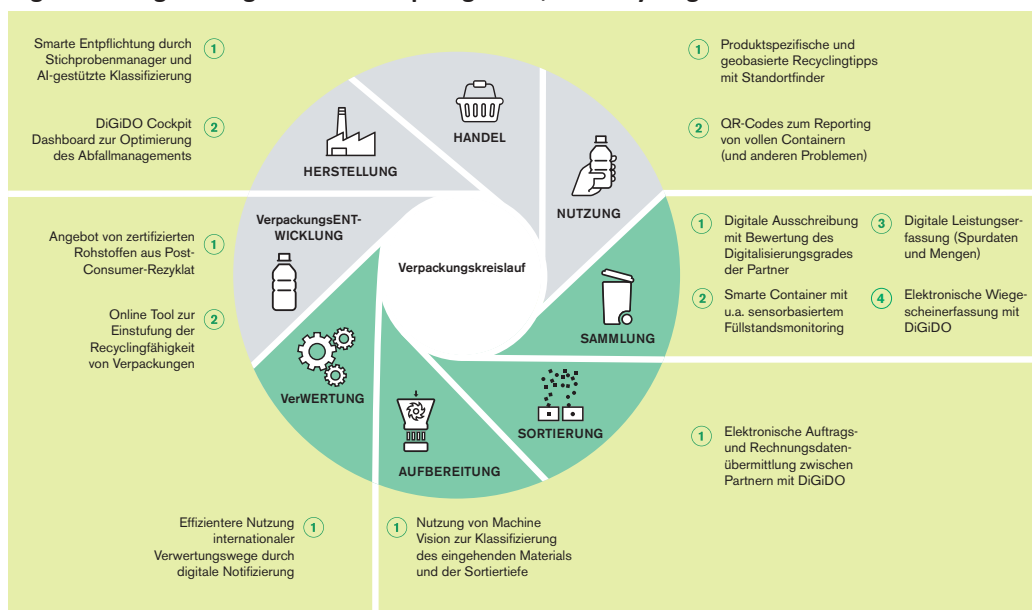 Smarte Entpflichtung durch
Stichprobenmanager und
AI-gestützte Klassifizierung
1
DiGiDO Cockpit
Dashboard zur Optimierung
des Abfallmanagements
2
HERSTELLUNG
HANDEL
NUTZUNG
1
Produktspezifische und
geobasierte Recyclingtipps
mit Standortfinder
2
QR-Codes zum Reporting
von vollen Containern
(und anderen Problemen)
VerpackungsENT-
WICKLUNG
Angebot von zertifizierten
Rohstoffen aus Post-
Consumer-Rezyklat
1
Online Tool zur
Einstufung der
Recyclingfähigkeit
von Verpackungen
2
Verpackungskreislauf
SAMMLUNG
1
Digitale Ausschreibung
mit Bewertung des
Digitalisierungsgrades
der Partner
2
Smarte Container mit
u.a. sensorbasiertem
Füllstandsmonitoring
3
Digitale Leistungser-
fassung (Spurdaten
und Mengen)
4
Elektronische Wiege-
scheinerfassung mit
DiGiDO
VerWERTUNG
AUFBEREITUNG
SORTIERUNG
1
Elektronische Auftrags-
und Rechnungsdaten-
übermittlung zwischen
Partnern mit DiGiDO
Effizientere Nutzung
internationaler
Verwertungswege durch
digitale Notifizierung
1
1
Nutzung von Machine
Vision zur Klassifizierung
des eingehenden Materials
und der Sortiertiefe